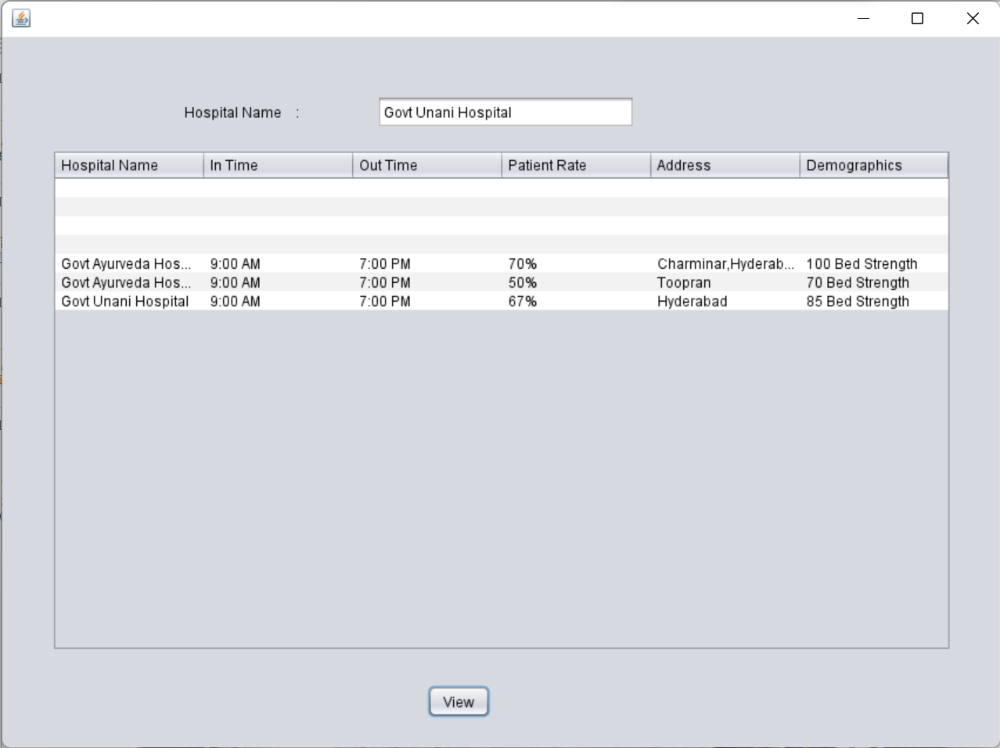 Hospital Name : Govt Unani Hospital
Hospital Name In Time Out Time Patient Rate Address Demographics
Govt Ayurveda Hos... 9:00 AM 7:00 PM 70% Charminar,Hyderab... 100 Bed Strength
Govt Ayurveda Hos... 9:00 AM 7:00 PM 50% Toopran 70 Bed Strength
Govt Unani Hospital 9:00 AM 7:00 PM 67% Hyderabad 85 Bed Strength
View